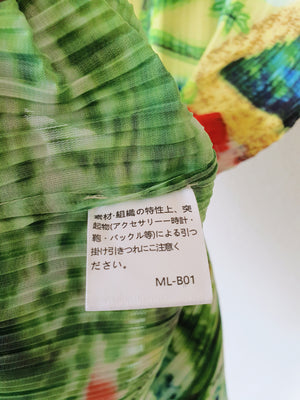 素材・組織の特性上、突
起物(アクセサリー一時計・
鞄・バックル等)による引っ
掛け引きつれにご注意く
ださい。
ML-B01